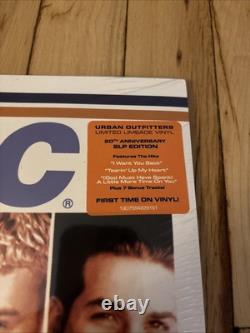 C
®
URBAN OUTFITTERS
LIMITED LIMEADE VINYL
20TH ANNIVERSARY
2LP EDITION
Features The Hits
"I Want You Back"
"Tearin' Up My Heart"
"(God Must Have Spent)
A Little More Time On You"
Plus 7 Bonus Tracks!
FIRST TIME ON VINYL!